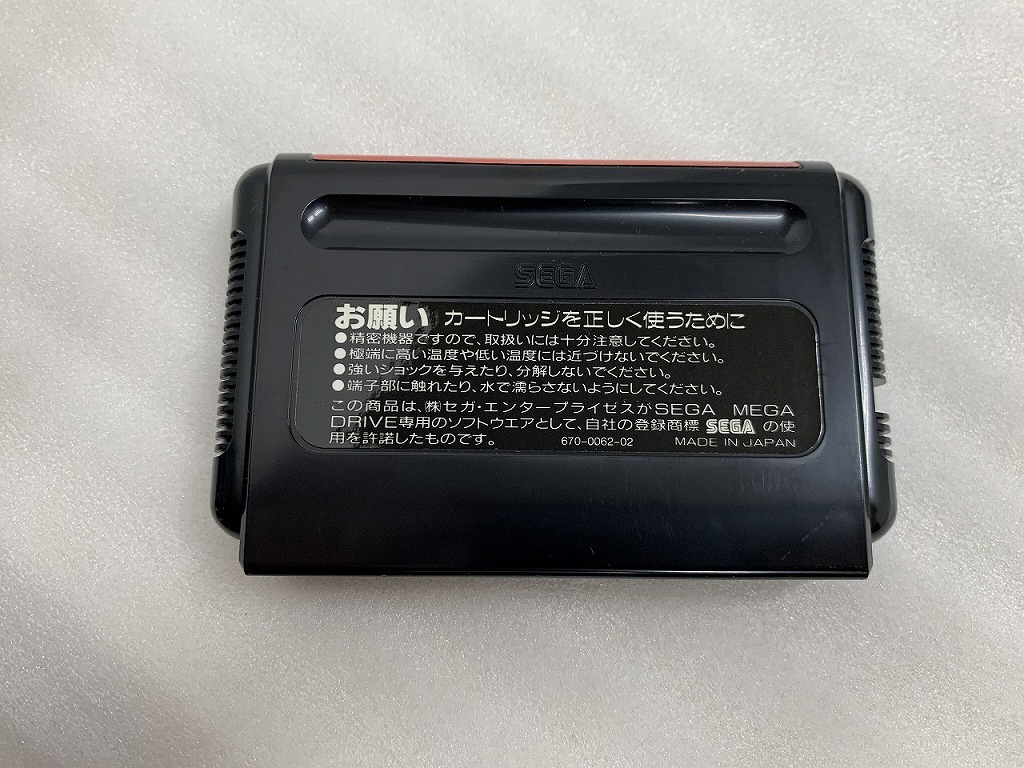 SEGA
お願い カートリッジを正しく使うために
●精密機器ですので、取扱いには十分注意してください。
●極端に高い温度や低い温度には近づけないでください。
●強いショックを与えたり、分解しないでください。
●端子部に触れたり、水で濡らさないようにしてください。
この商品は、㈱セガ・エンタープライゼスがSEGA MEGA
DRIVE専用のソフトウエアとして、自社の登録商標 SEGA の使
用を許諾したものです。 670-0062-02 MADE IN JAPAN